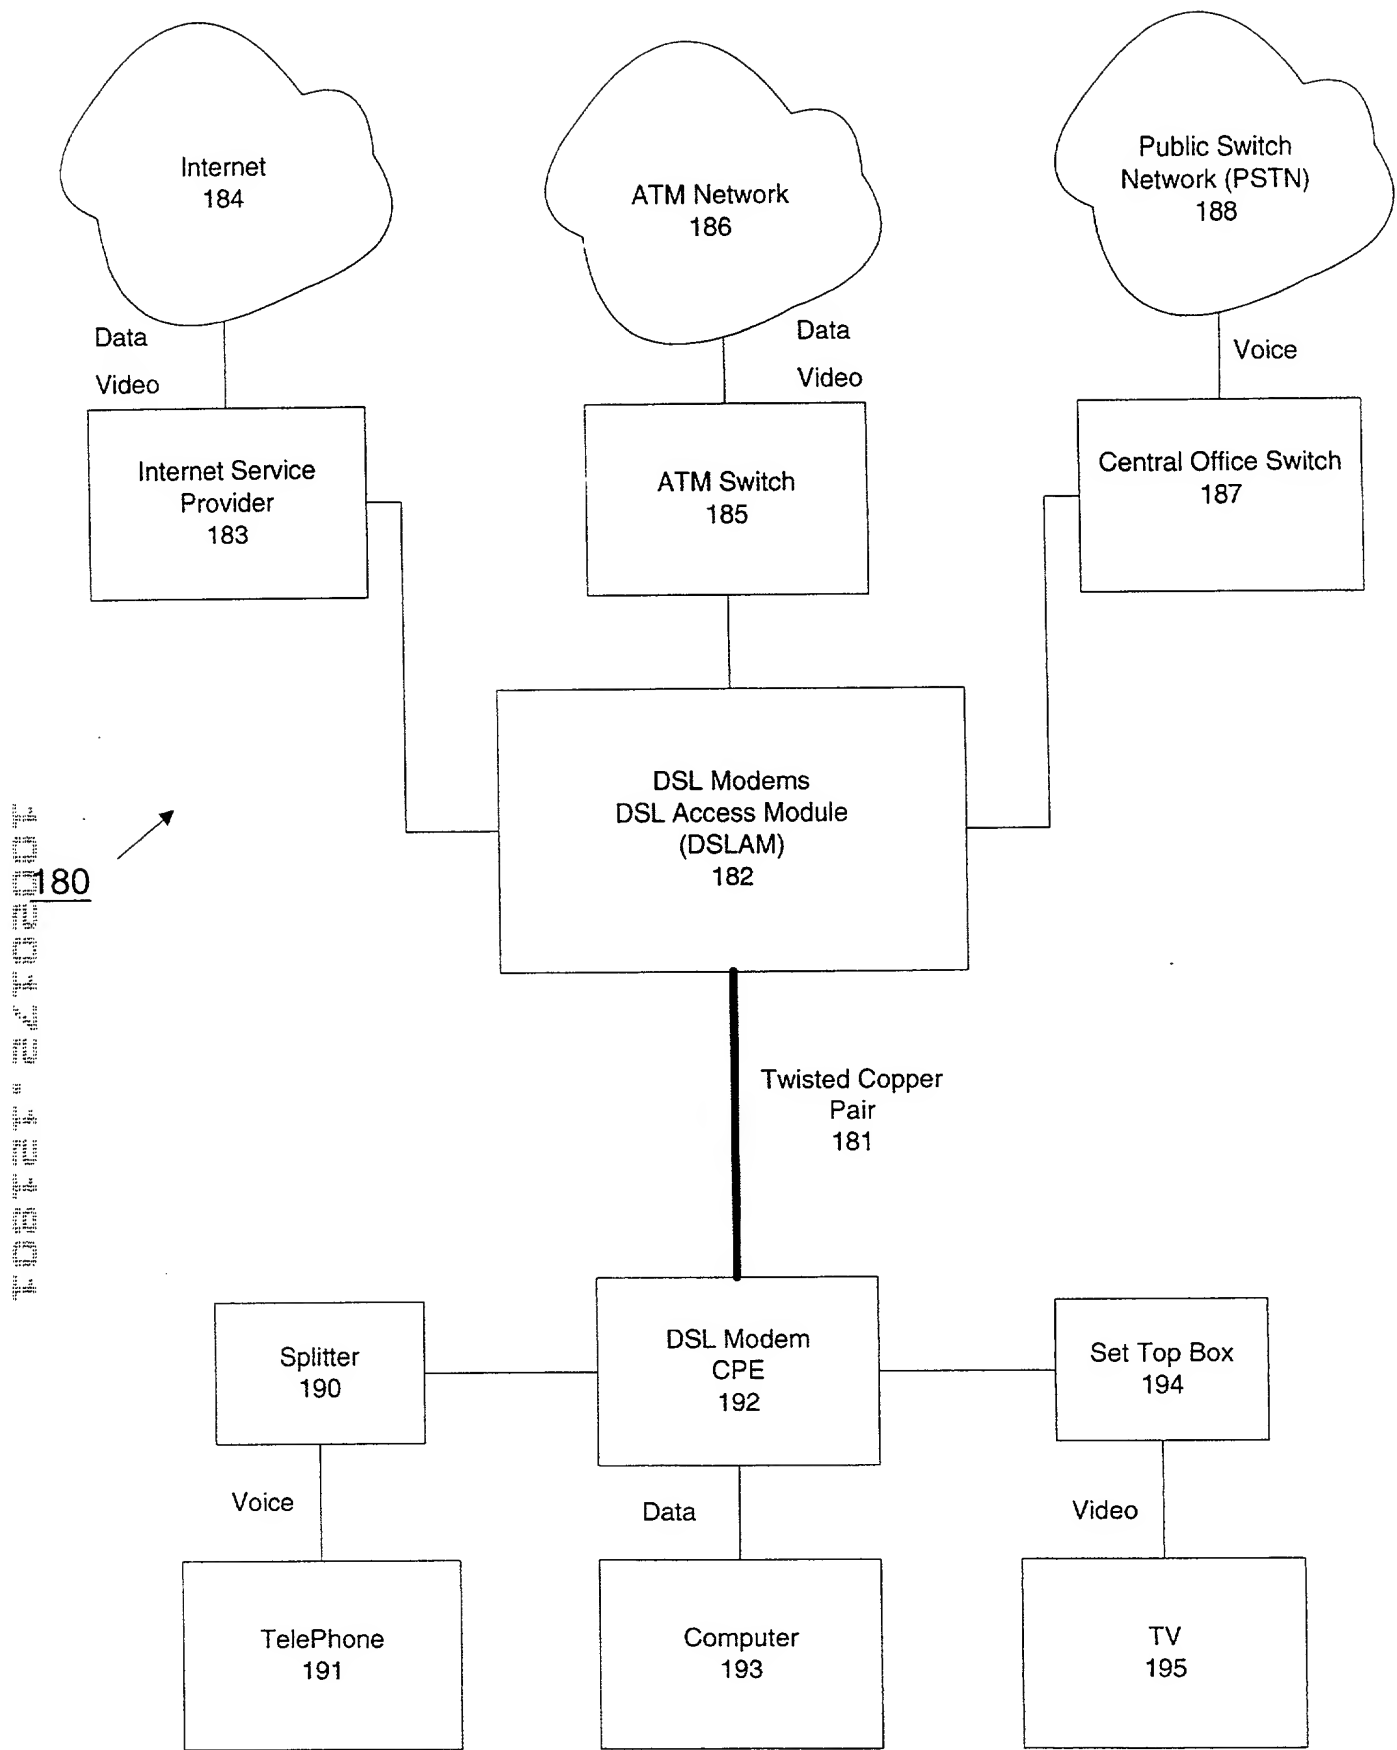 Internet
184
ATM Network
186
Public Switch
Network (PSTN)
188
Data
Video
Data
Video
Voice
Internet Service
Provider
183
ATM Switch
185
Central Office Switch
187
DSL Modems
DSL Access Module
(DSLAM)
182
180
Twisted Copper
Pair
181
Splitter
190
DSL Modem
CPE
192
Set Top Box
194
Voice
Data
Video
TelePhone
191
Computer
193
TV
195